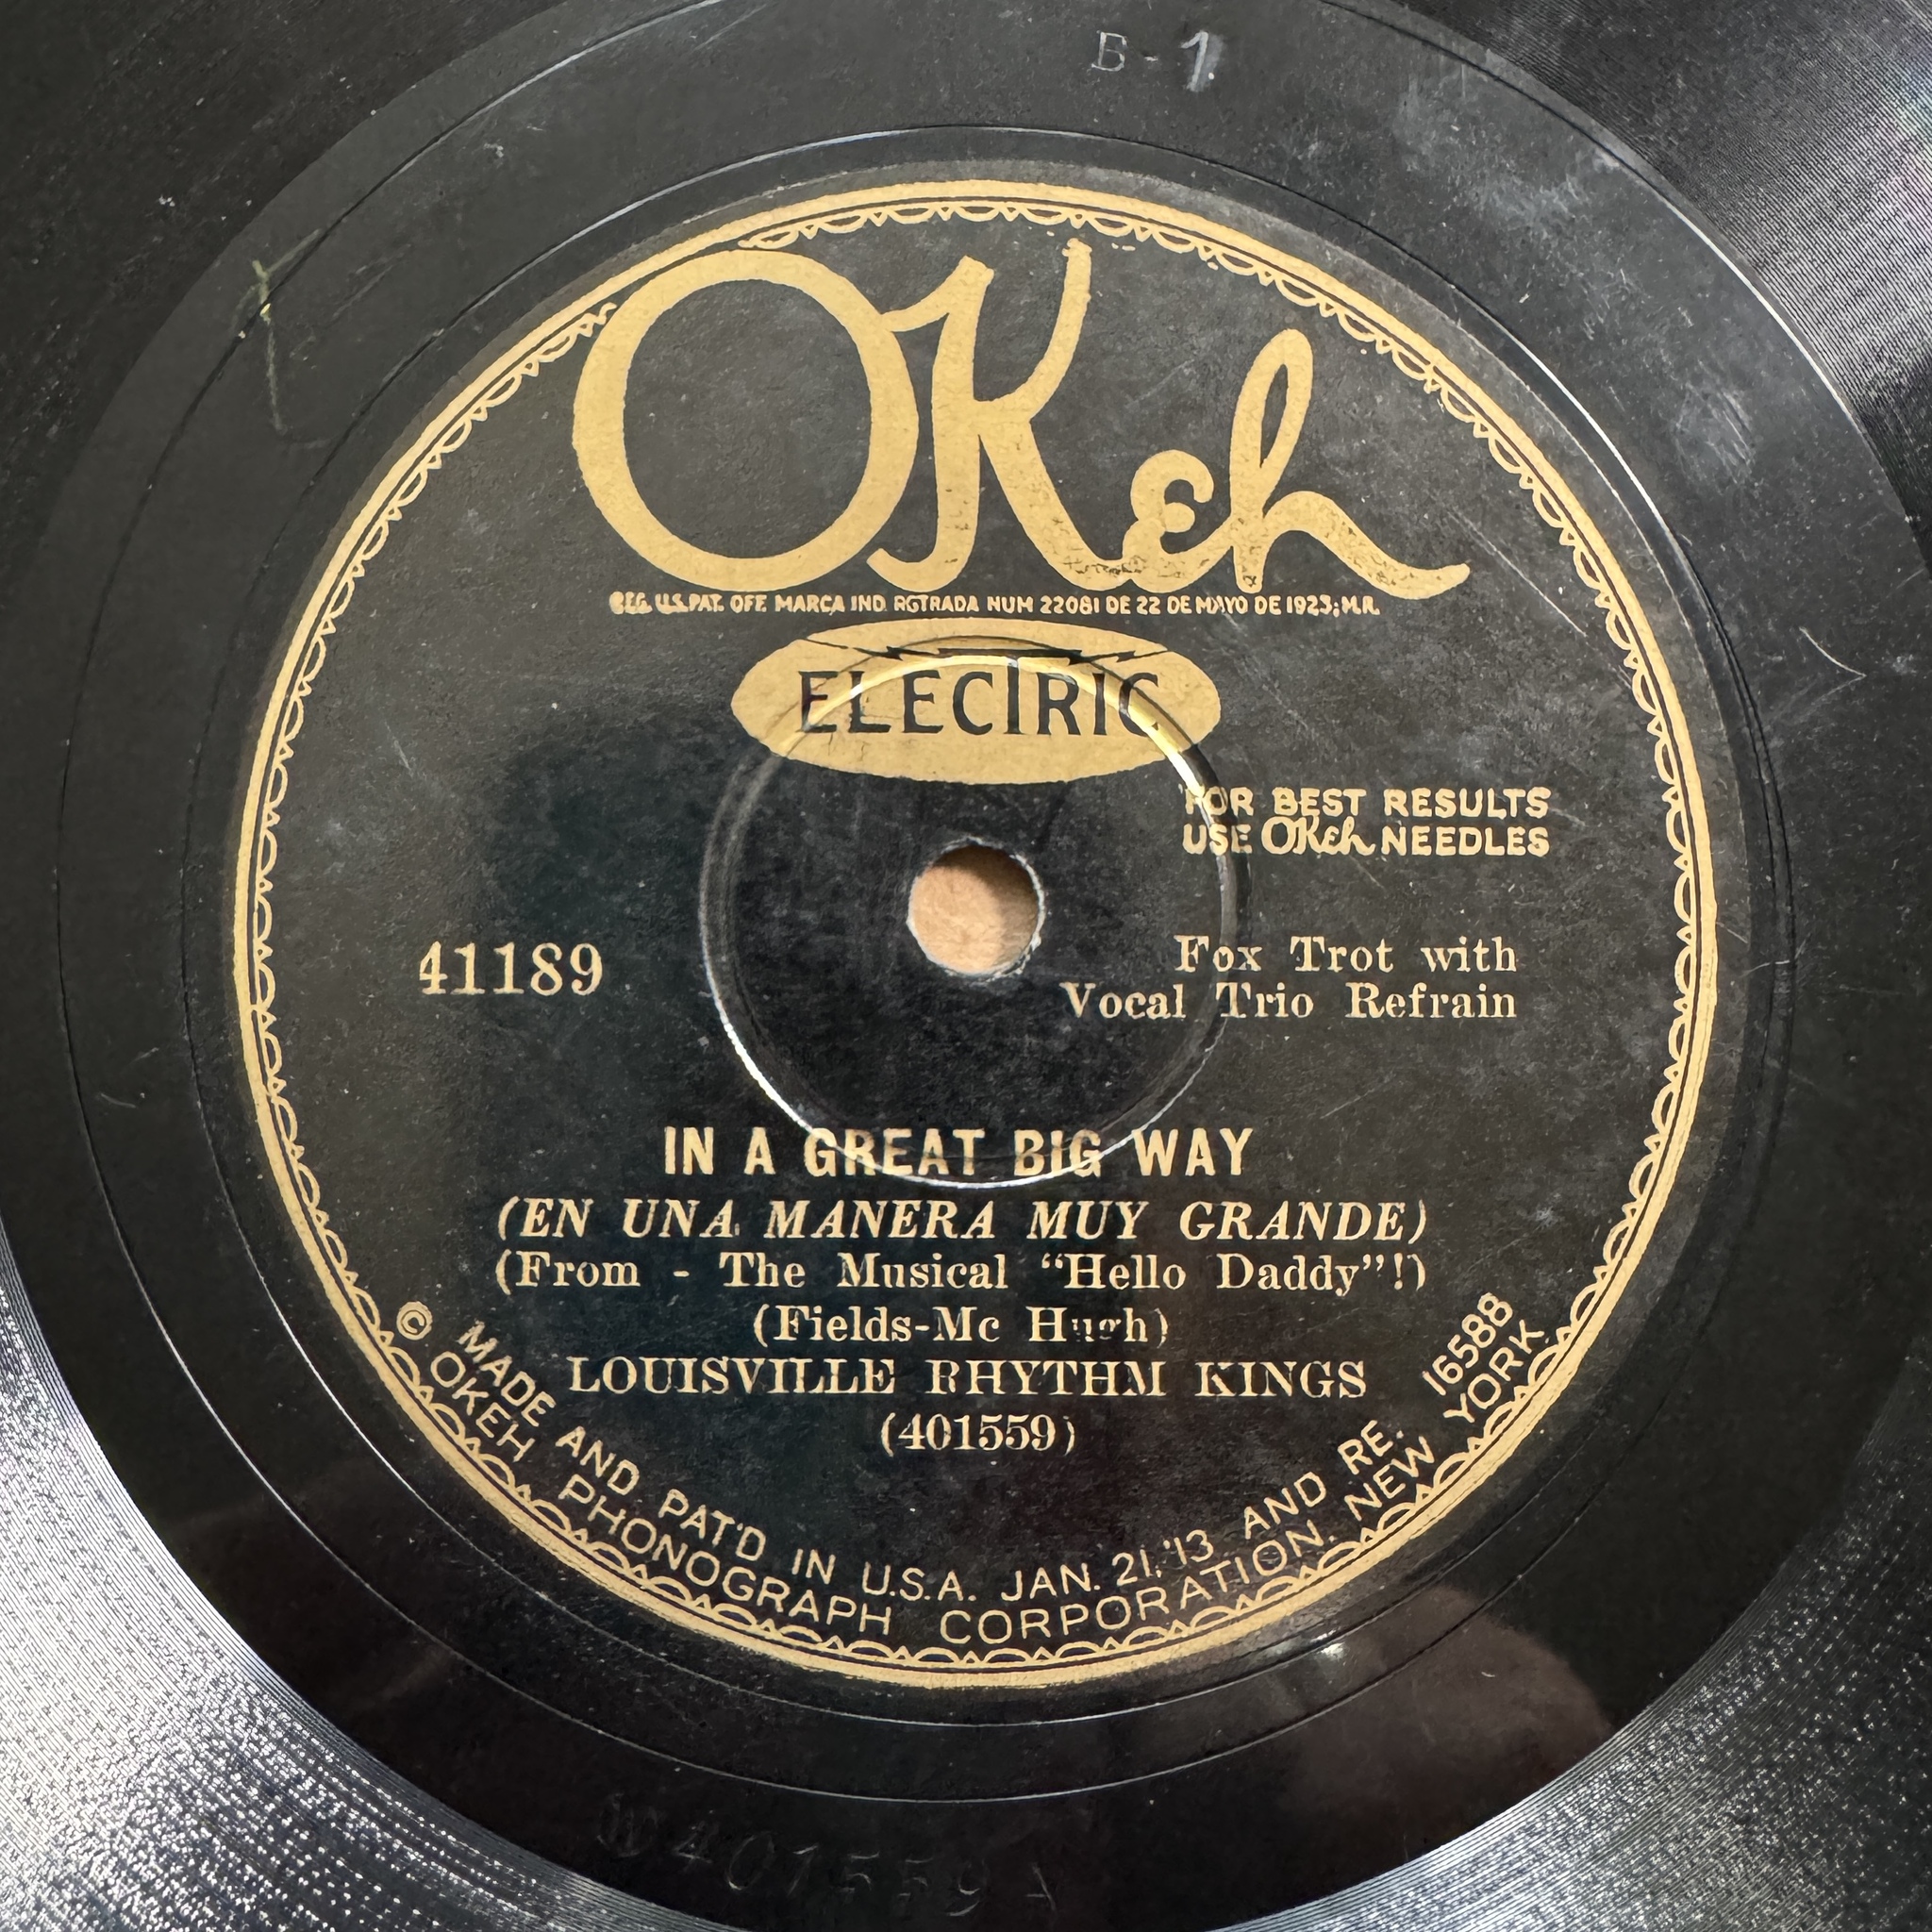 B-1
OKeh
REG. U.S. PAT. OFF. MARCA IND. RGTRADA NUM 22081 DE 22 DE MAYO DE 1923; M.R.
ELECTRIC
FOR BEST RESULTS
USE OKeh NEEDLES
41189
Fox Trot with
Vocal Trio Refrain
IN A GREAT BIG WAY
(EN UNA MANERA MUY GRANDE)
(From - The Musical “Hello Daddy”!)
(Fields-Mc Hugh)
LOUISVILLE RHYTHM KINGS
(401559)
MADE AND PAT'D IN U.S.A. JAN. 21, '13 AND RE. 16588
© OKEH PHONOGRAPH CORPORATION. NEW YORK
W401559A